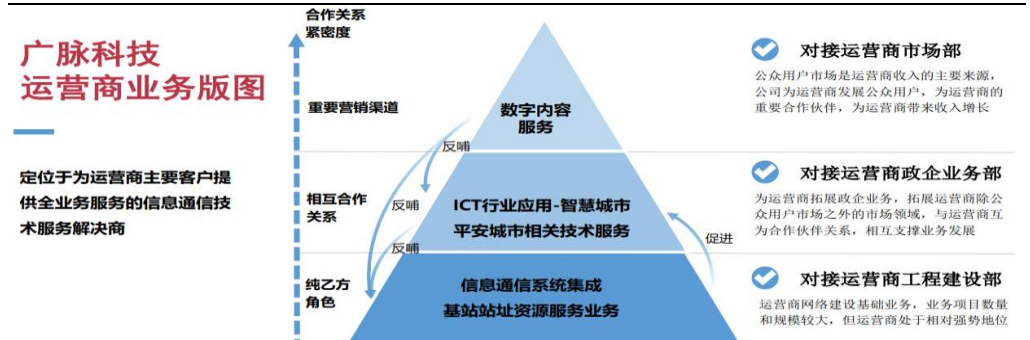 广脉科技
运营商业务版图
定位于为运营商主要客户提
供全业务服务的信息通信技
术服务解决商
合作关系
紧密度
重要营销渠道
相互合作
关系
纯乙方
角色
数字内容
服务
反哺
反哺
反哺
ICT行业应用-智慧城市
平安城市相关技术服务
促进
信息通信系统集成
基站站址资源服务业务
对接运营商市场部
公众用户市场是运营商收入的主要来源，
公司为运营商发展公众用户，为运营商的
重要合作伙伴，为运营商带来收入增长
对接运营商政企业务部
为运营商拓展政企业务，拓展运营商除公
众用户市场之外的市场领域，与运营商互
为合作伙伴关系，相互支撑业务发展
对接运营商工程建设部
运营商网络建设基础业务，业务项目数量
和规模较大，但运营商处于相对强势地位